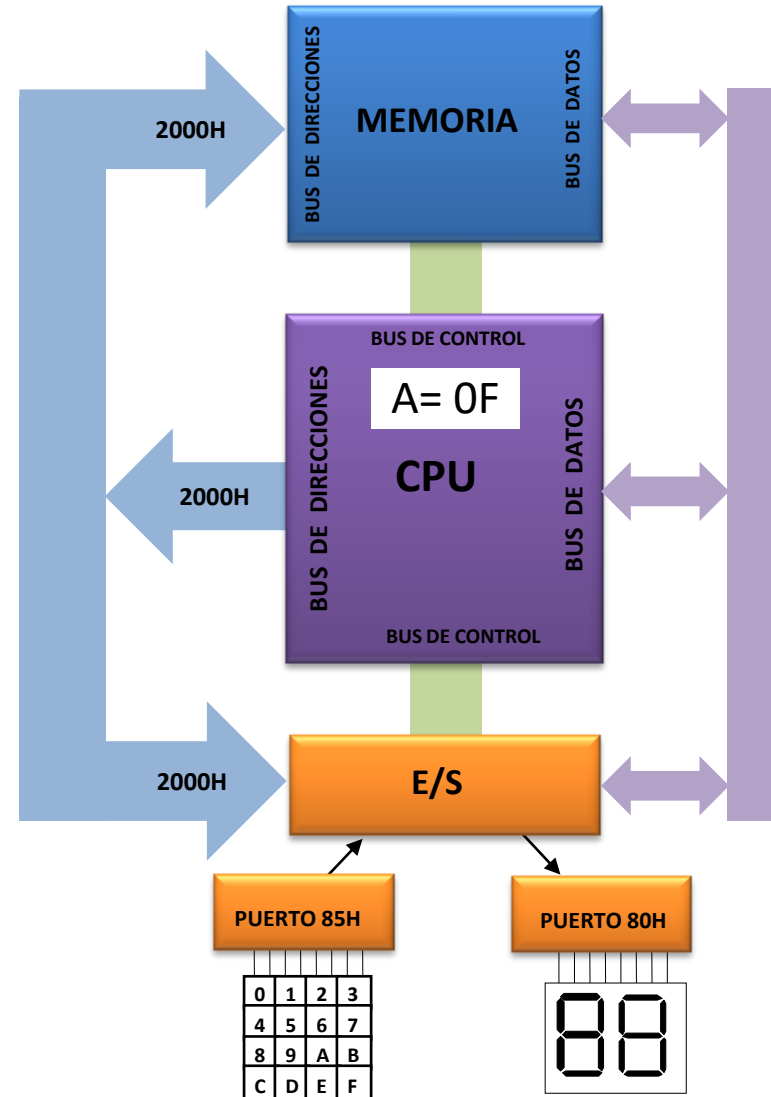 2000H
BUS DE DIRECCIONES
MEMORIA
BUS DE DATOS
BUS DE CONTROL
A= 0F
2000H
BUS DE DIRECCIONES
CPU
BUS DE DATOS
BUS DE CONTROL
2000H
E/S
PUERTO 85H
PUERTO 80H
0 1 2 3
4 5 6 7
8 9 A B
C D E F
88